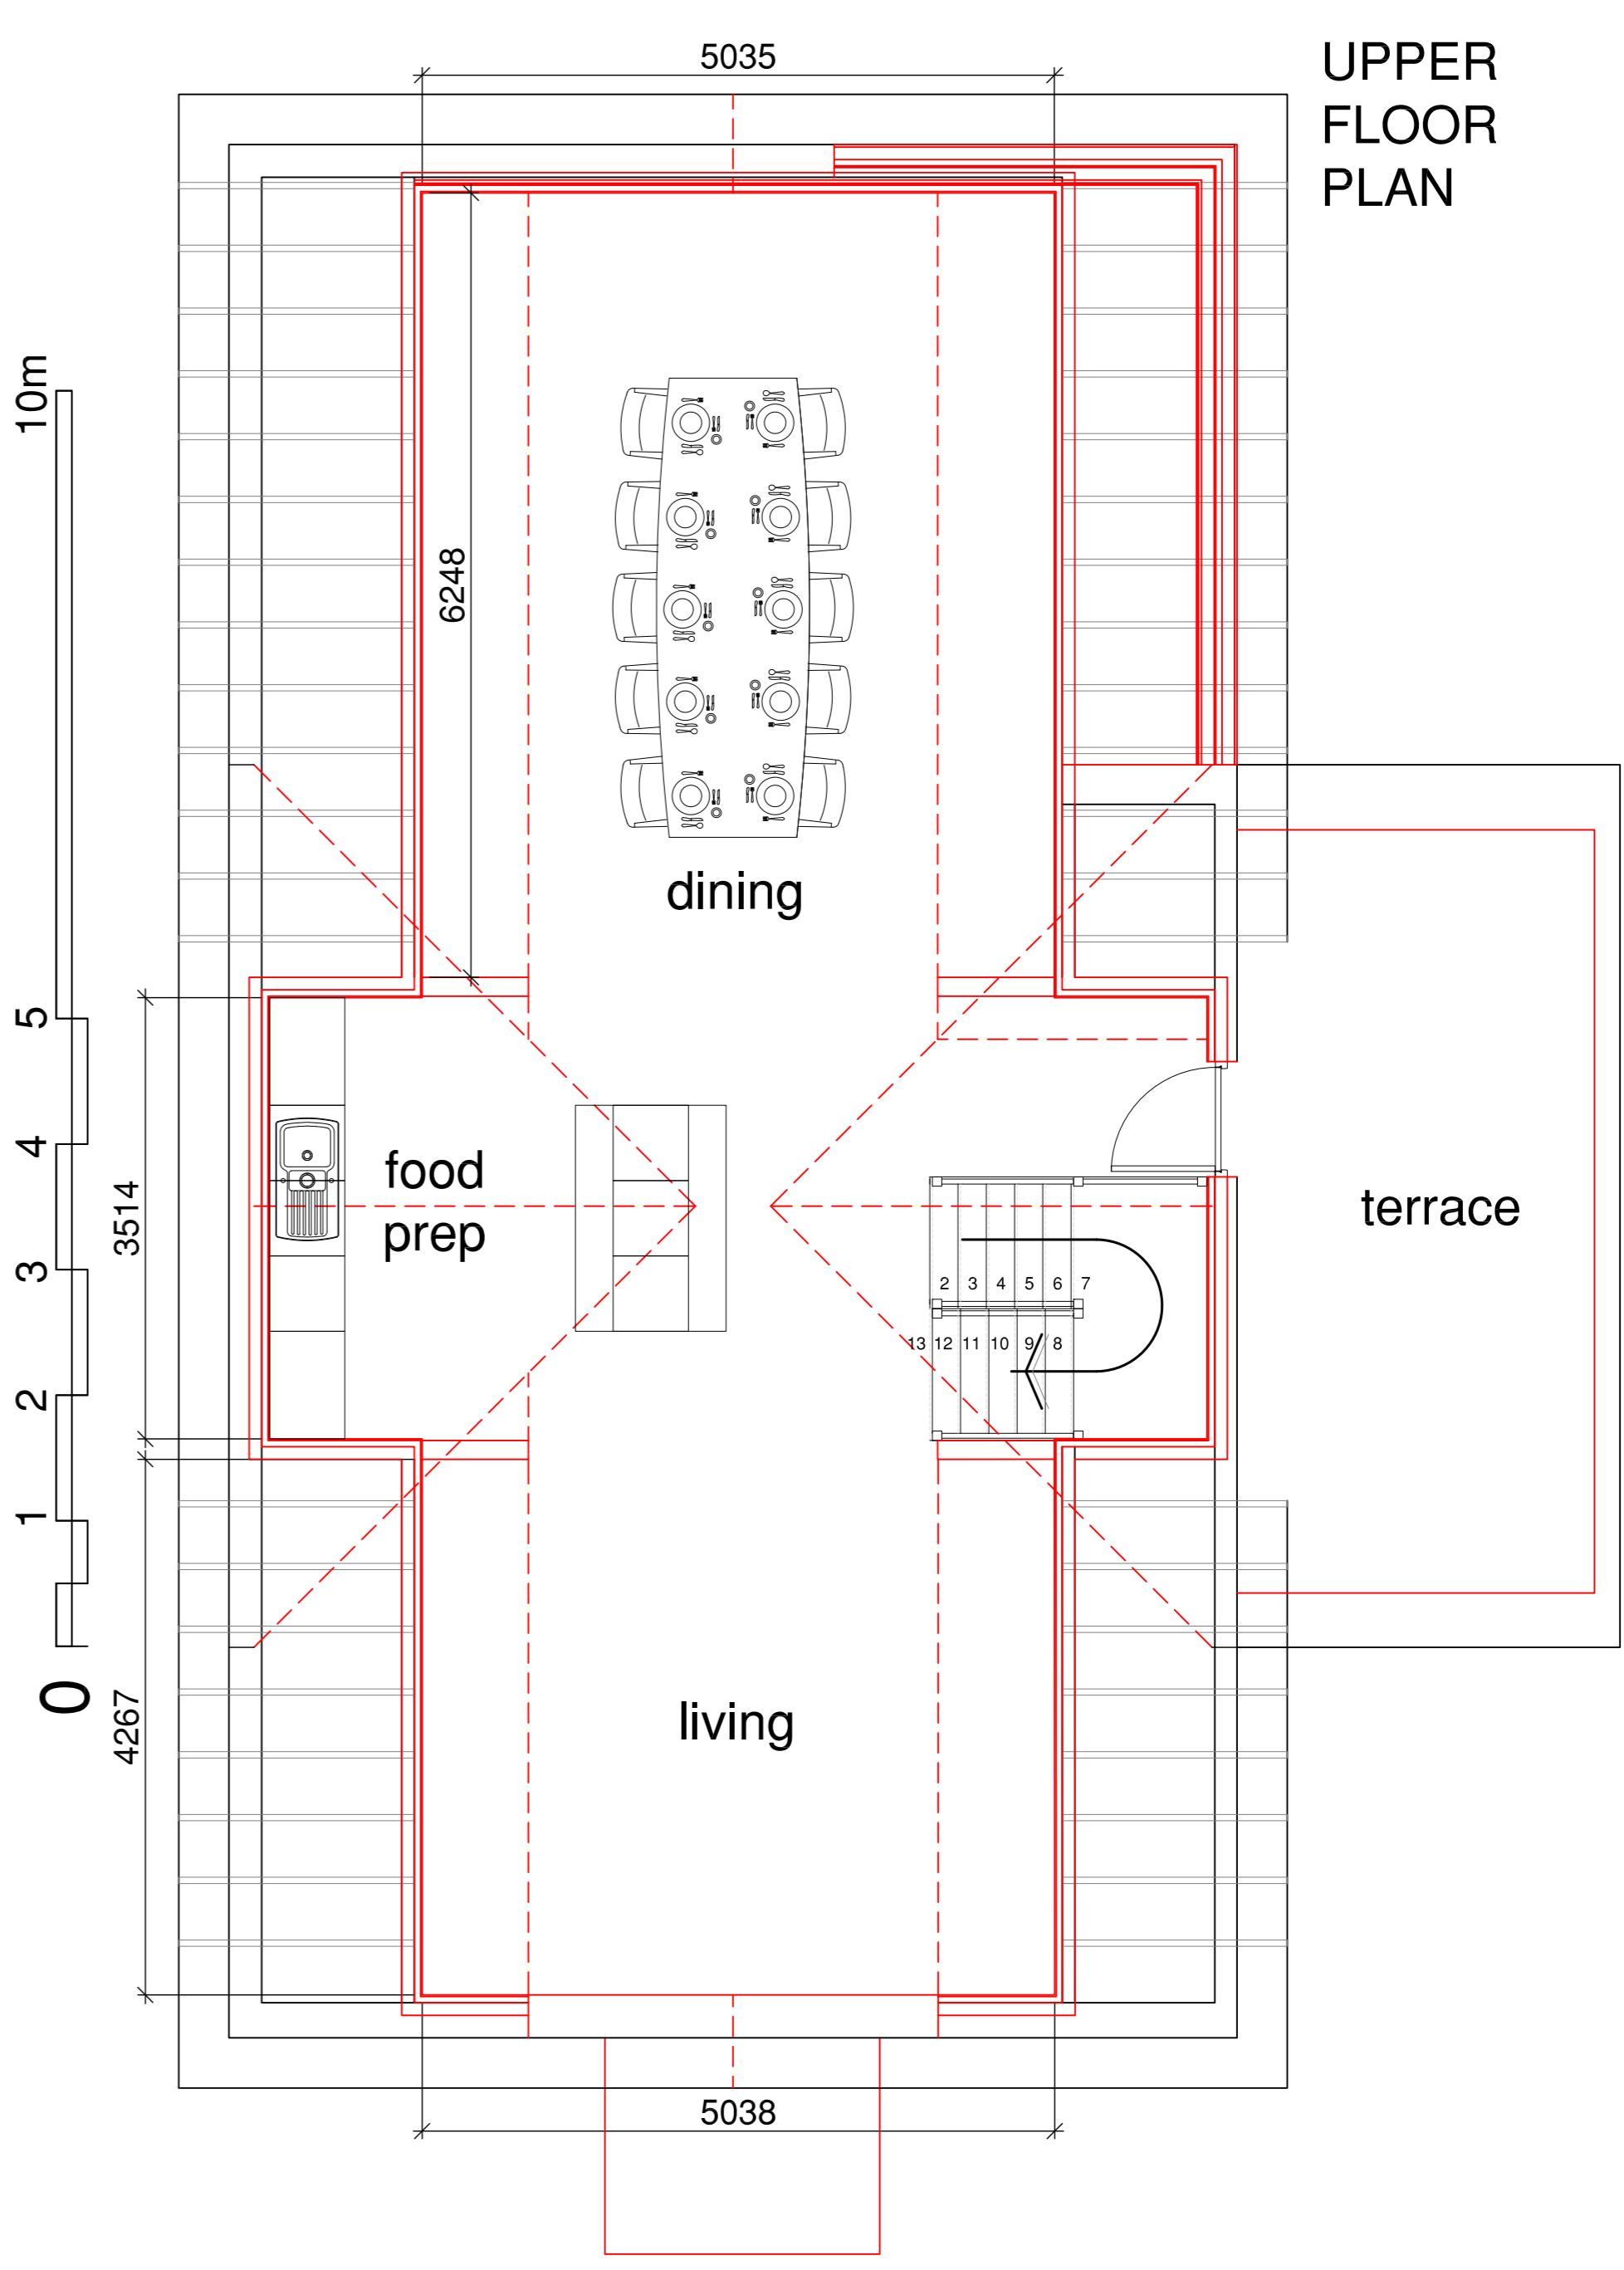 UPPER
FLOOR
PLAN
5035
10m
6248
dining
5
4
food
prep
3514
terrace
3
2 3 4 5 6 7
13 12 11 10 9 8
2
1
0
4267
living
5038